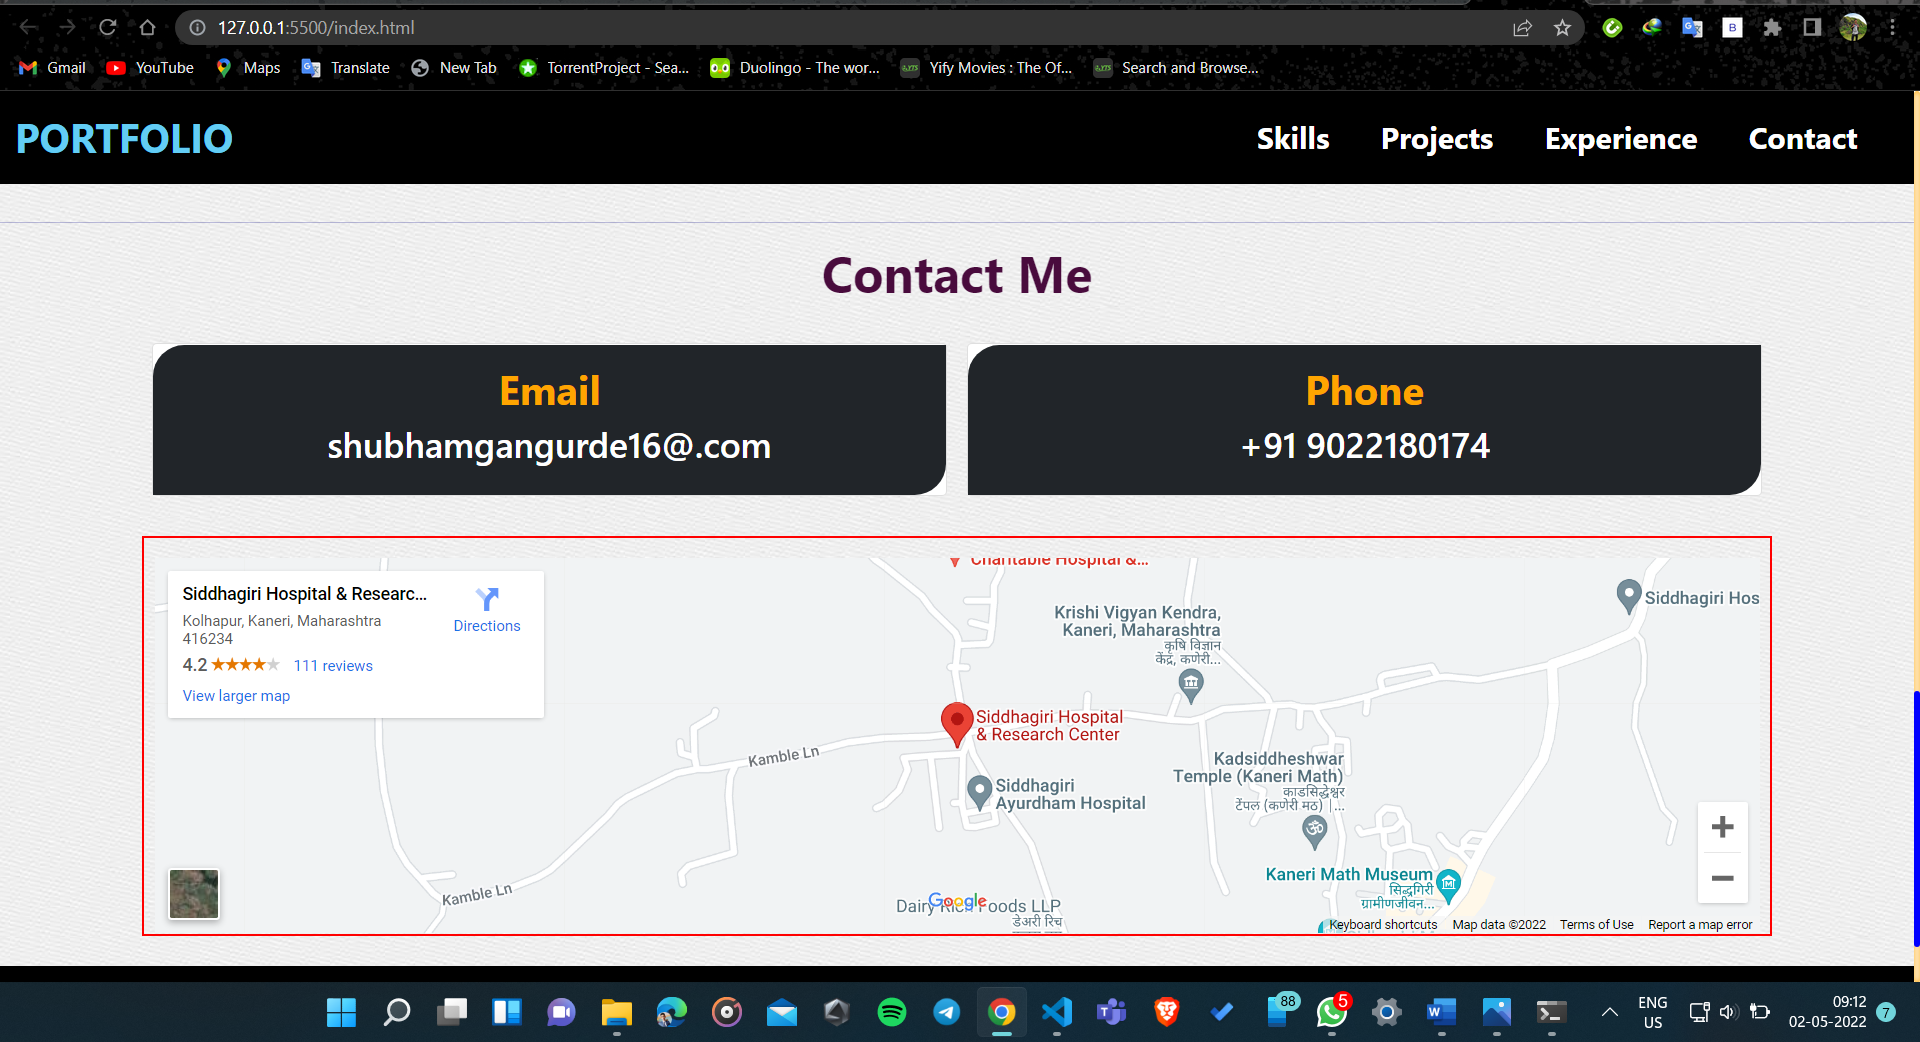 127.0.0.1:5500/index.html
B
Gmail
YouTube
Maps
Translate
New Tab
TorrentProject - Sea...
Duolingo - The wor...
Yify Movies : The Of...
Search and Browse...
PORTFOLIO
Skills
Projects
Experience
Contact
Contact Me
Email
shubhamgangurde16@.com
Phone
+91 9022180174
Siddhagiri Hospital & Researc...
Kolhapur, Kaneri, Maharashtra
416234
Directions
4.2
111 reviews
View larger map
Charitable Hospital &...
Krishi Vigyan Kendra,
Kaneri, Maharashtra
कृषि विज्ञान
केंद्र, कणेरी...
Siddhagiri Hos
Siddhagiri Hospital
& Research Center
Kamble Ln
Siddhagiri
Ayurdham Hospital
Kadsiddheshwar
Temple (Kaneri Math)
काडसिद्धेश्वर
टेंपल (कणेरी मठ) |...
Kamble Ln
Kaneri Math Museum
सिद्धगिरी
ग्रामीणजीवन...
Google
Dairy Rich Foods LLP
डेअरी रिच
Keyboard shortcuts
Map data ©2022
Terms of Use
Report a map error
88
5
ENG
US
09:12
02-05-2022
7